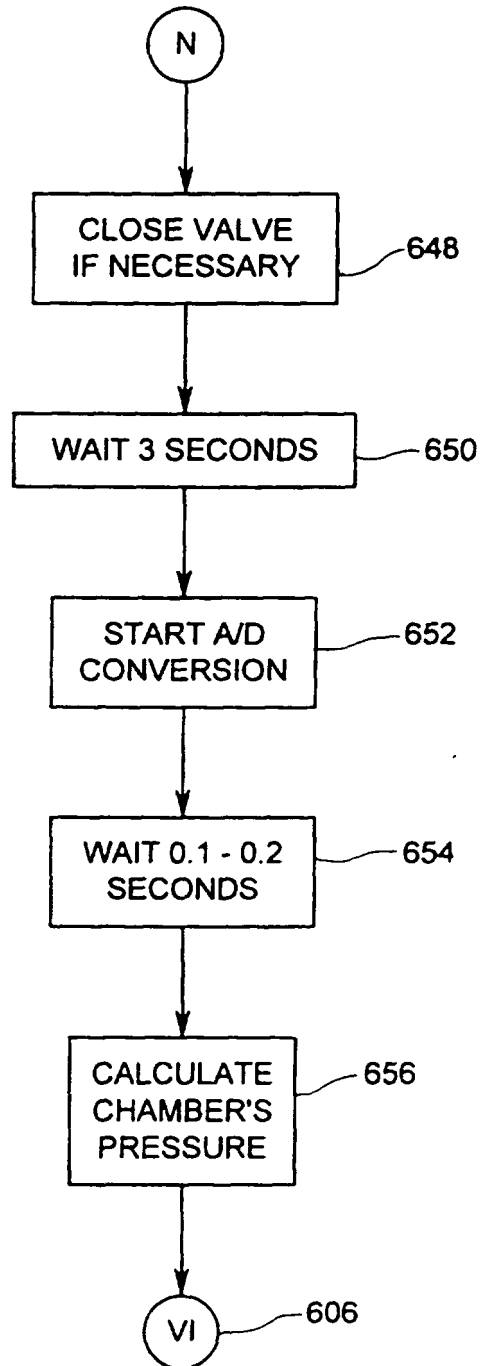 N
CLOSE VALVE
IF NECESSARY
648
WAIT 3 SECONDS
650
START A/D
CONVERSION
652
WAIT 0.1 - 0.2
SECONDS
654
CALCULATE
CHAMBER'S
PRESSURE
656
VI
606